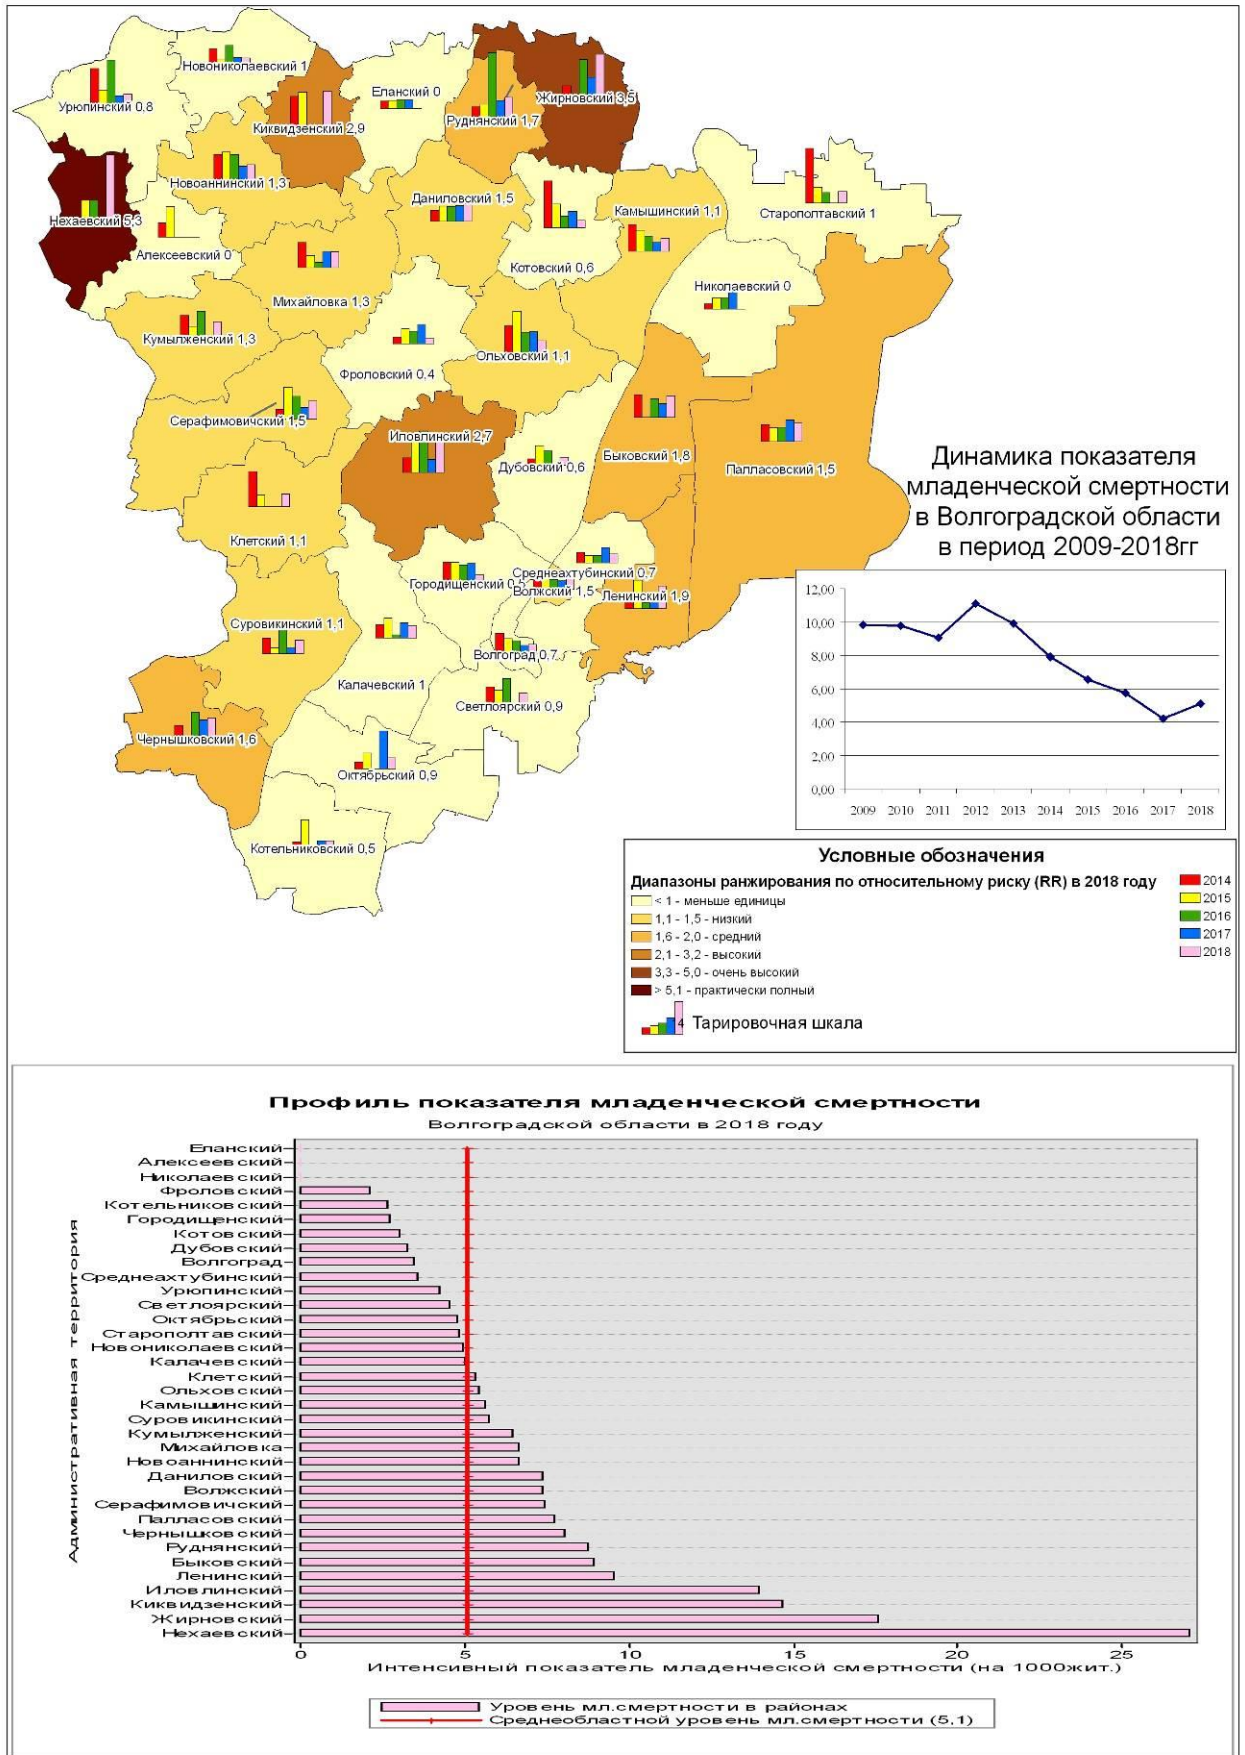 Новониколаевский 1
Урюпинский 0,8
Киквидзенский 2,9
Еланский 0
Руднянский 1,7
Жирновский 3,5
Новоаннинский 1,3
Нехаевский 5,3
Алексеевский 0
Даниловский 1,5
Котовский 0,6
Камышинский 1,1
Старополтавский 1
Михайловка 1,3
Николаевский 0
Кумылженский 1,3
Фроловский 0,4
Ольховский 1,1
Серафимовичский 1,5
Иловлинский 2,7
Дубовский 0,6
Быковский 1,8
Палласовский 1,5
Клетский 1,1
Городищенский 0,5
Среднеахтубинский 0,7
Волжский 1,5
Ленинский 1,9
Суровикинский 1,1
Волгоград 0,7
Калачевский 1
Светлоярский 0,9
Чернышковский 1,6
Октябрьский 0,9
Котельниковский 0,5
Динамика показателя
младенческой смертности
в Волгоградской области
в период 2009-2018гг
12,00
10,00
8,00
6,00
4,00
2,00
0,00
2009 2010 2011 2012 2013 2014 2015 2016 2017 2018
Условные обозначения
Диапазоны ранжирования по относительному риску (RR) в 2018 году
< 1 - меньше единицы
1,1 - 1,5 - низкий
1,6 - 2,0 - средний
2,1 - 3,2 - высокий
3,3 - 5,0 - очень высокий
> 5,1 - практически полный
2014
2015
2016
2017
2018
4 Тарировочная шкала
Профиль показателя младенческой смертности
Волгоградской области в 2018 году
Административная территория
Еланский
Алексеевский
Николаевский
Фроловский
Котельниковский
Городищенский
Котовский
Дубовский
Волгоград
Среднеахтубинский
Урюпинский
Светлоярский
Октябрьский
Старополтавский
Новониколаевский
Калачевский
Клетский
Ольховский
Камышинский
Суровикинский
Кумылженский
Михайловка
Новоаннинский
Даниловский
Волжский
Серафимовичский
Палласовский
Чернышковский
Руднянский
Быковский
Ленинский
Иловлинский
Киквидзенский
Жирновский
Нехаевский
0 5 10 15 20 25
Интенсивный показатель младенческой смертности (на 1000жит.)
Уровень мл.смертности в районах
Среднеобластной уровень мл.смертности (5,1)